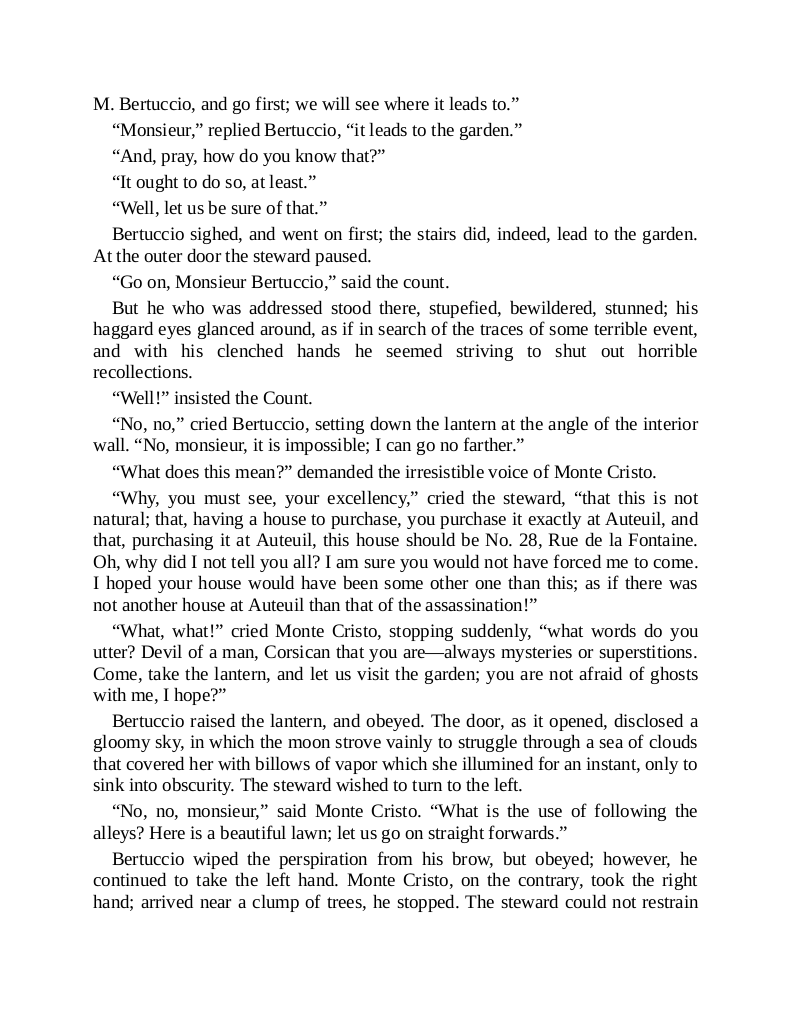 M. Bertuccio, and go first; we will see where it leads to.”
“Monsieur,” replied Bertuccio, “it leads to the garden.”
“And, pray, how do you know that?”
“It ought to do so, at least.”
“Well, let us be sure of that.”
Bertuccio sighed, and went on first; the stairs did, indeed, lead to the garden.
At the outer door the steward paused.
“Go on, Monsieur Bertuccio,” said the count.
But he who was addressed stood there, stupefied, bewildered, stunned; his
haggard eyes glanced around, as if in search of the traces of some terrible event,
and with his clenched hands he seemed striving to shut out horrible
recollections.
“Well!” insisted the Count.
“No, no,” cried Bertuccio, setting down the lantern at the angle of the interior
wall. “No, monsieur, it is impossible; I can go no farther.”
“What does this mean?” demanded the irresistible voice of Monte Cristo.
“Why, you must see, your excellency,” cried the steward, “that this is not
natural; that, having a house to purchase, you purchase it exactly at Auteuil, and
that, purchasing it at Auteuil, this house should be No. 28, Rue de la Fontaine.
Oh, why did I not tell you all? I am sure you would not have forced me to come.
I hoped your house would have been some other one than this; as if there was
not another house at Auteuil than that of the assassination!”
“What, what!” cried Monte Cristo, stopping suddenly, “what words do you
utter? Devil of a man, Corsican that you are—always mysteries or superstitions.
Come, take the lantern, and let us visit the garden; you are not afraid of ghosts
with me, I hope?”
Bertuccio raised the lantern, and obeyed. The door, as it opened, disclosed a
gloomy sky, in which the moon strove vainly to struggle through a sea of clouds
that covered her with billows of vapor which she illumined for an instant, only to
sink into obscurity. The steward wished to turn to the left.
“No, no, monsieur,” said Monte Cristo. “What is the use of following the
alleys? Here is a beautiful lawn; let us go on straight forwards.”
Bertuccio wiped the perspiration from his brow, but obeyed; however, he
continued to take the left hand. Monte Cristo, on the contrary, took the right
hand; arrived near a clump of trees, he stopped. The steward could not restrain